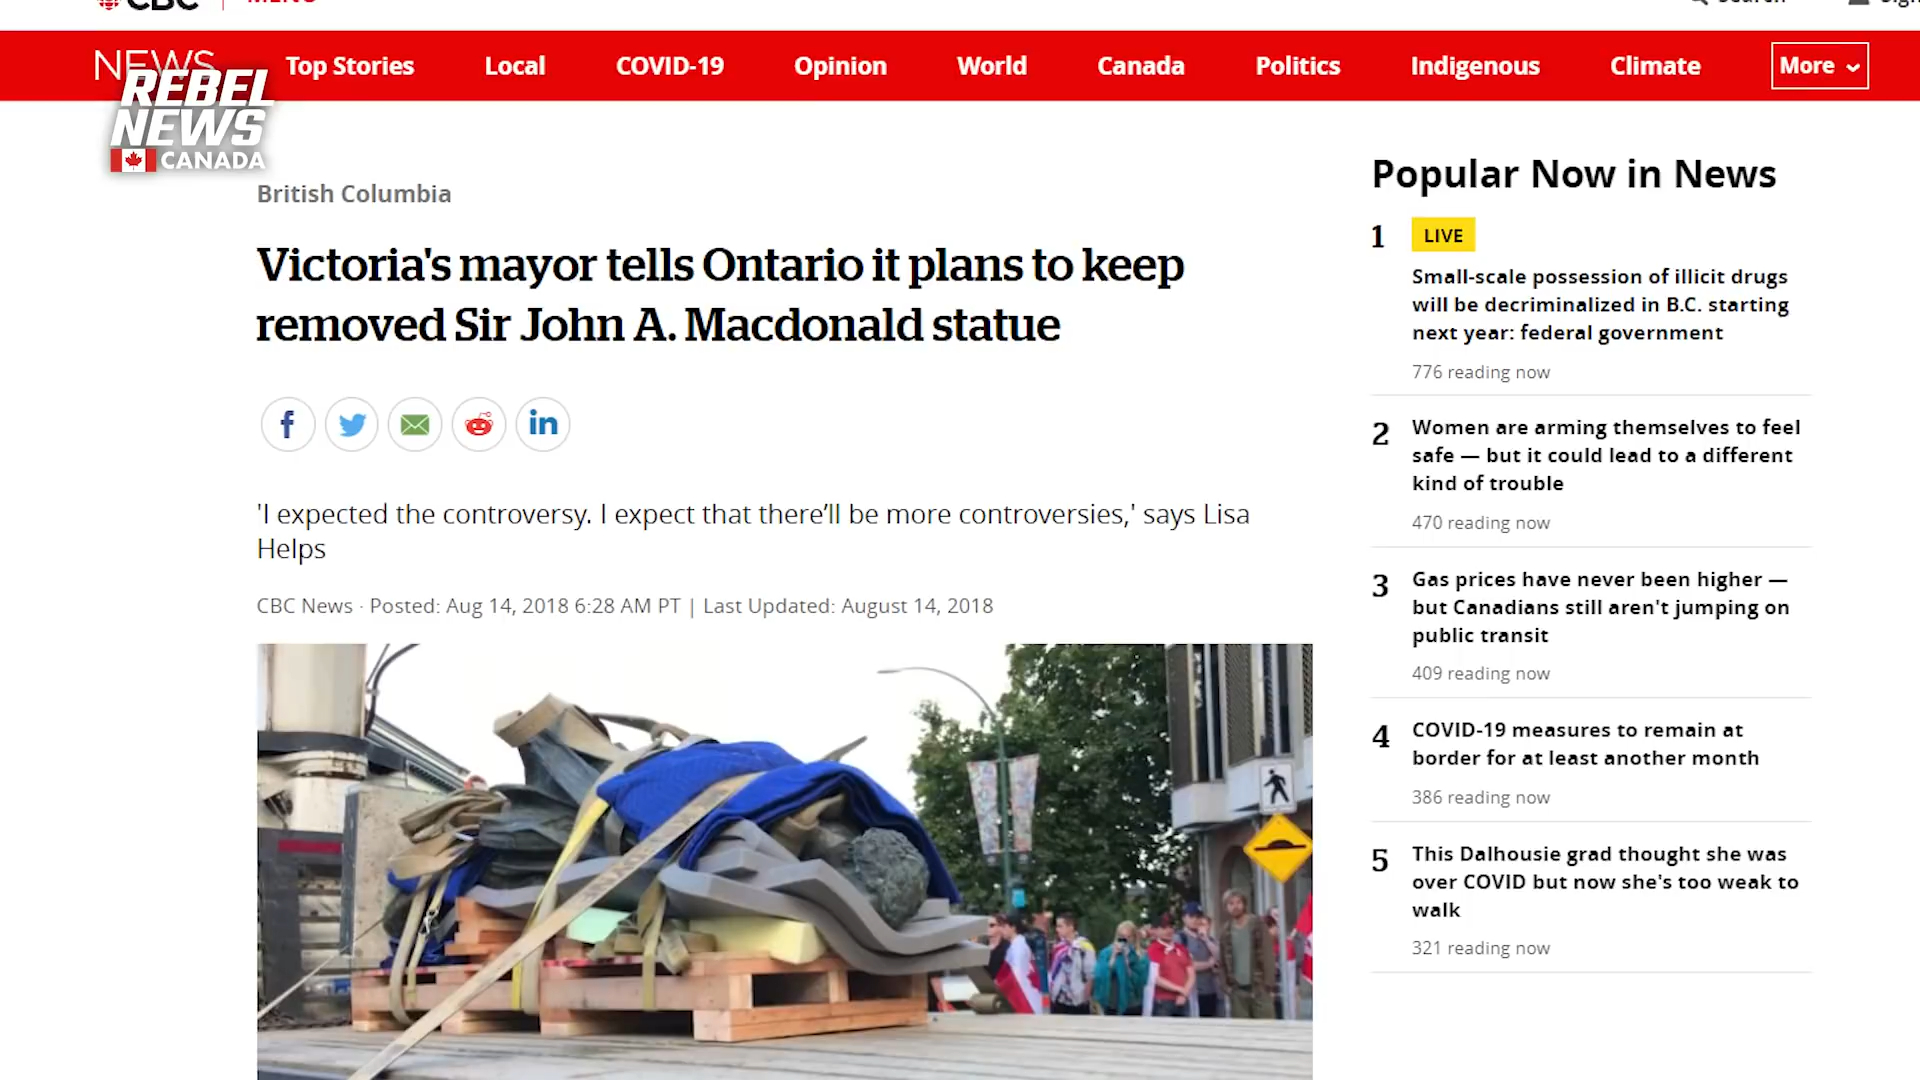 CBC
MENU
Search
Sign
NEWS
Top Stories
Local
COVID-19
Opinion
World
Canada
Politics
Indigenous
Climate
More
REBEL
NEWS
CANADA
British Columbia
Victoria's mayor tells Ontario it plans to keep
removed Sir John A. Macdonald statue
'I expected the controversy. I expect that there’ll be more controversies,' says Lisa
Helps
CBC News · Posted: Aug 14, 2018 6:28 AM PT | Last Updated: August 14, 2018
Popular Now in News
1
LIVE
Small-scale possession of illicit drugs
will be decriminalized in B.C. starting
next year: federal government
776 reading now
2
Women are arming themselves to feel
safe — but it could lead to a different
kind of trouble
470 reading now
3
Gas prices have never been higher —
but Canadians still aren't jumping on
public transit
409 reading now
4
COVID-19 measures to remain at
border for at least another month
386 reading now
5
This Dalhousie grad thought she was
over COVID but now she's too weak to
walk
321 reading now